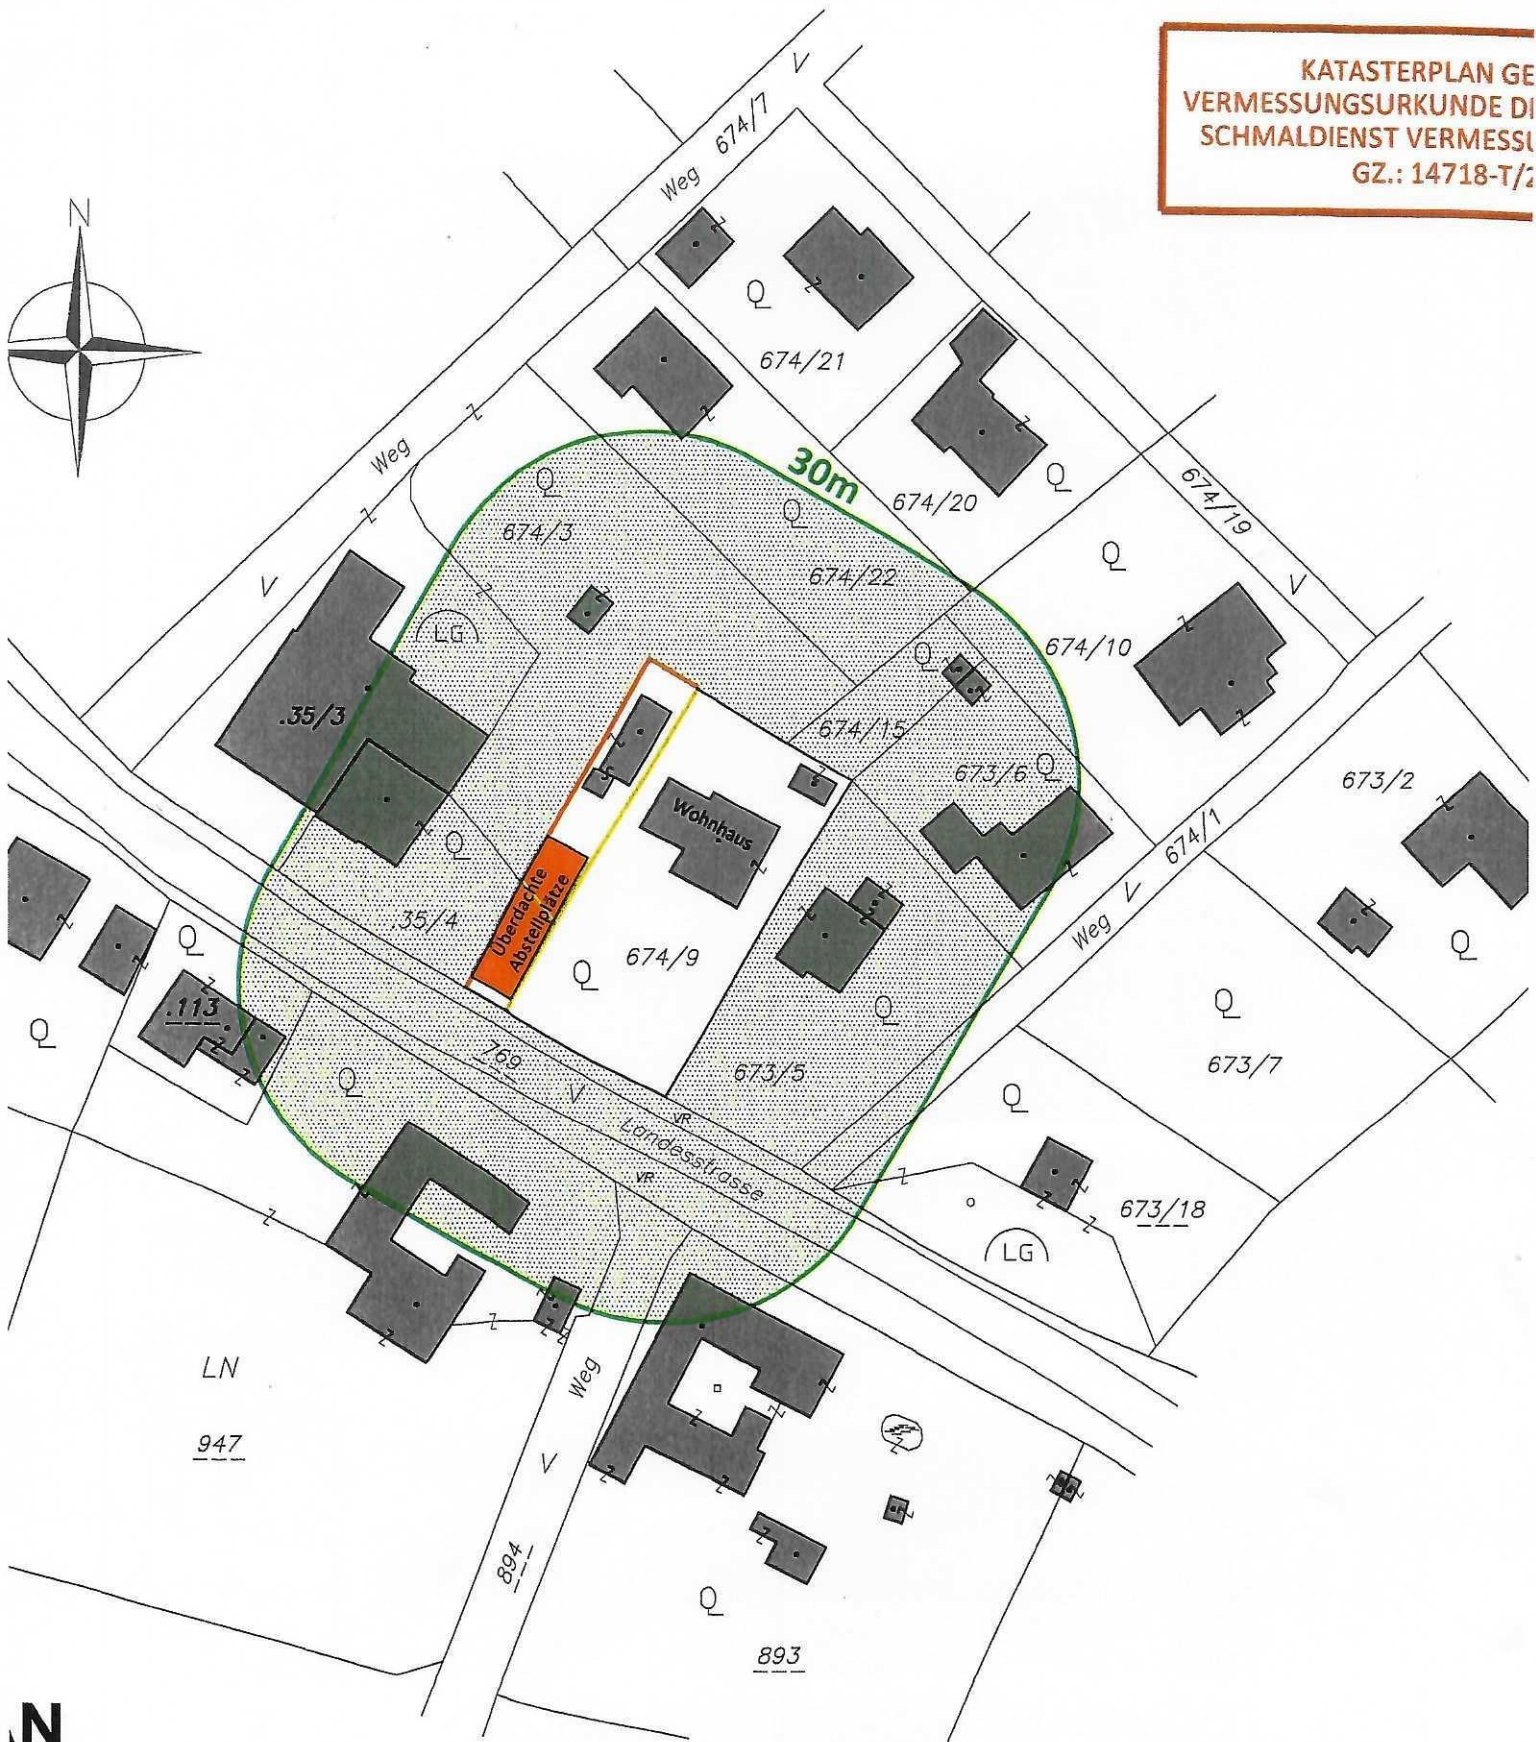 KATASTERPLAN GE
VERMESSUNGSURKUNDE DI
SCHMALDIENST VERMESSU
GZ.: 14718-T/2
N
V
Weg 674/7
674/21
Weg
30m
674/20
674/19
674/3
674/22
V
V
LG
674/10
.35/3
674/15
673/6
673/2
Wohnhaus
Weg V 674/1
Überdachte
Abstellplätze
.35/4
674/9
.113
769
V
673/5
673/7
VR
Landesstrasse
VR
673/18
LG
LN
Weg
947
V
894
893
N